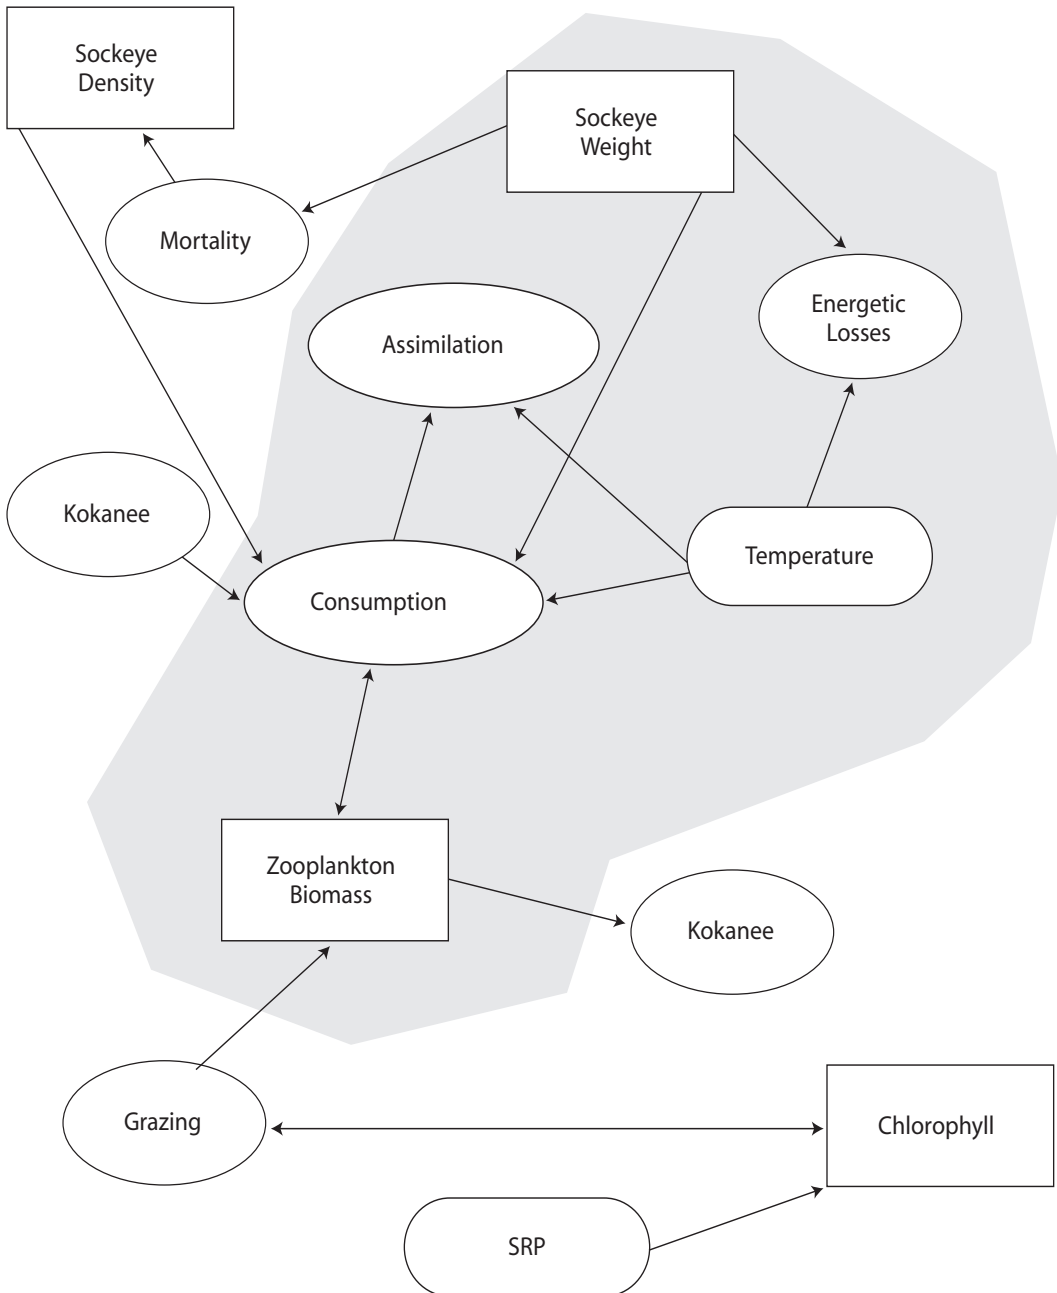 Sockeye
Density
Sockeye
Weight
Mortality
Energetic
Losses
Assimilation
Kokanee
Temperature
Consumption
Zooplankton
Biomass
Kokanee
Grazing
Chlorophyll
SRP